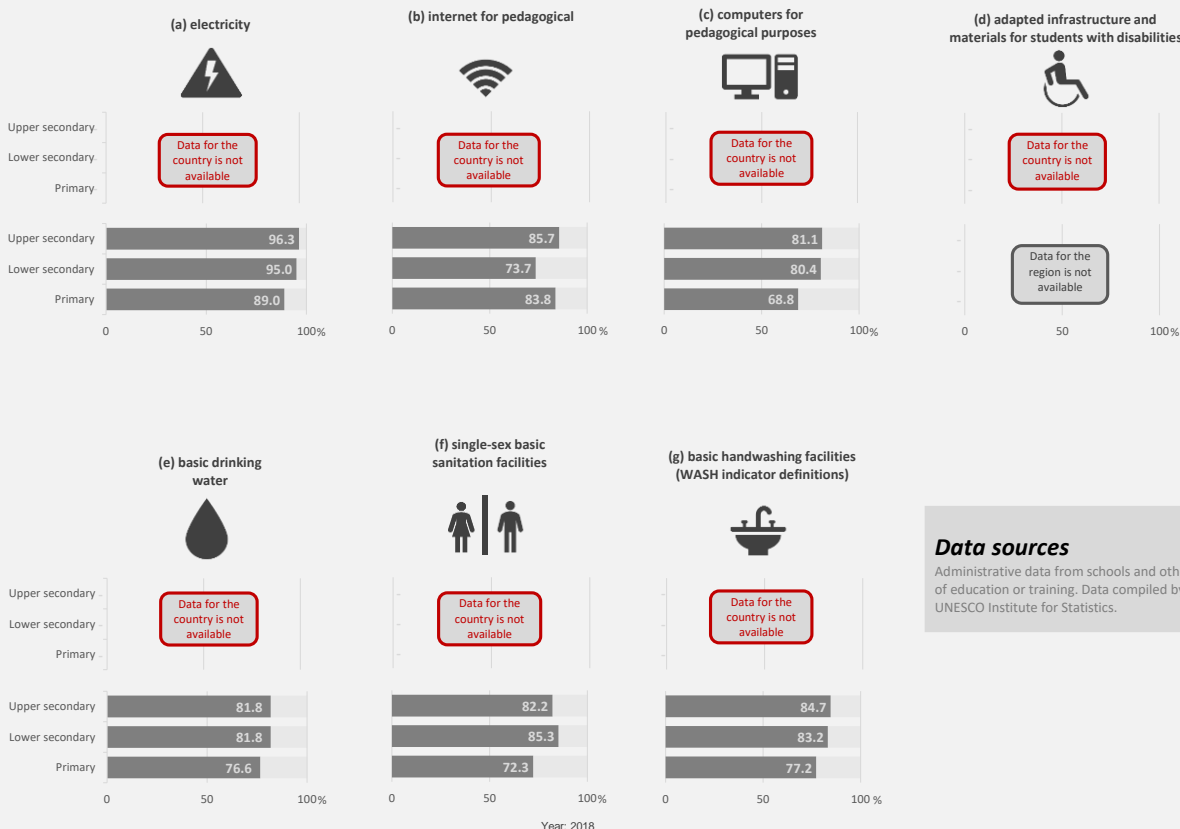 (a) electricity
Upper secondary
Lower secondary
Primary
Data for the
country is not
available
Upper secondary
Lower secondary
Primary
96.3
95.0
89.0
0 50 100%
(b) internet for pedagogical
Data for the
country is not
available
85.7
73.7
83.8
0 50 100%
(c) computers for
pedagogical purposes
Data for the
country is not
available
81.1
80.4
68.8
0 50 100%
(d) adapted infrastructure and
materials for students with disabilities
Data for the
country is not
available
Data for the
region is not
available
0 50 100%
(e) basic drinking
water
Upper secondary
Lower secondary
Primary
Data for the
country is not
available
Upper secondary
Lower secondary
Primary
81.8
81.8
76.6
0 50 100%
(f) single-sex basic
sanitation facilities
Data for the
country is not
available
82.2
85.3
72.3
0 50 100%
(g) basic handwashing facilities
(WASH indicator definitions)
Data for the
country is not
available
84.7
83.2
77.2
0 50 100 %
Data sources
Administrative data from schools and oth
of education or training. Data compiled b
UNESCO Institute for Statistics.
Year: 2018